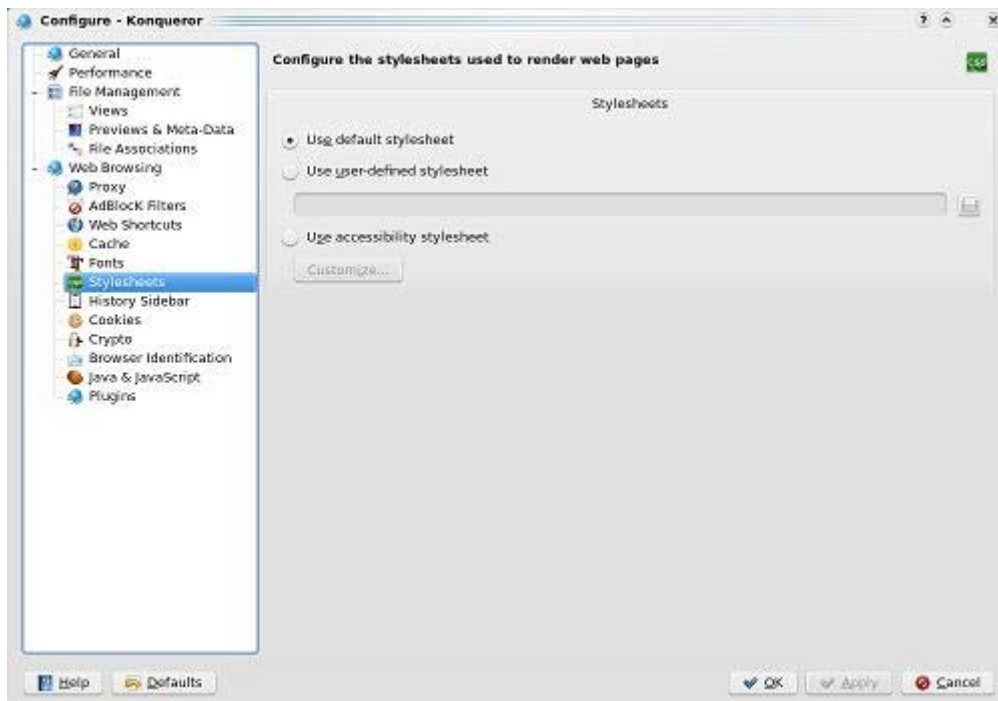 Configure - Konqueror
General
Performance
File Management
Views
Previews & Meta-Data
File Associations
Web Browsing
Proxy
AdBlocK Filters
Web Shortcuts
Cache
Fonts
Stylesheets
History Sidebar
Cookies
Crypto
Browser Identification
Java & JavaScript
Plugins
Configure the stylesheets used to render web pages
CSS
Stylesheets
Use default stylesheet
Use user-defined stylesheet
Use accessibility stylesheet
Customize...
Help
Defaults
OK
Apply
Cancel